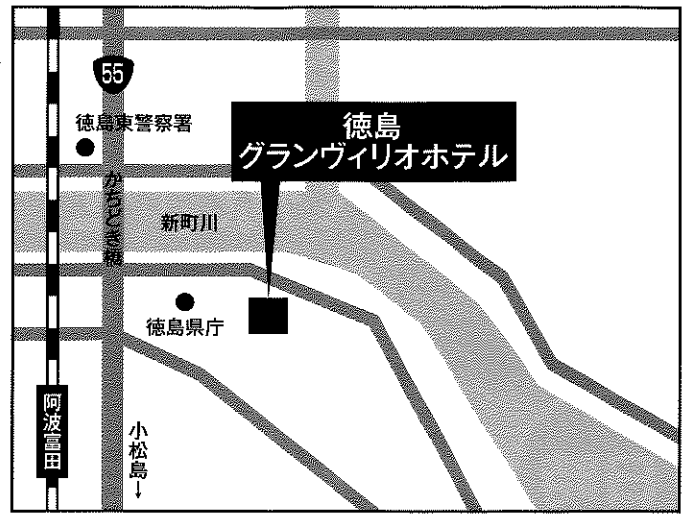 55
徳島東警察署
徳島
グランヴィリオホテル
かちどき橋
新町川
徳島県庁
阿波富田
小松島↓